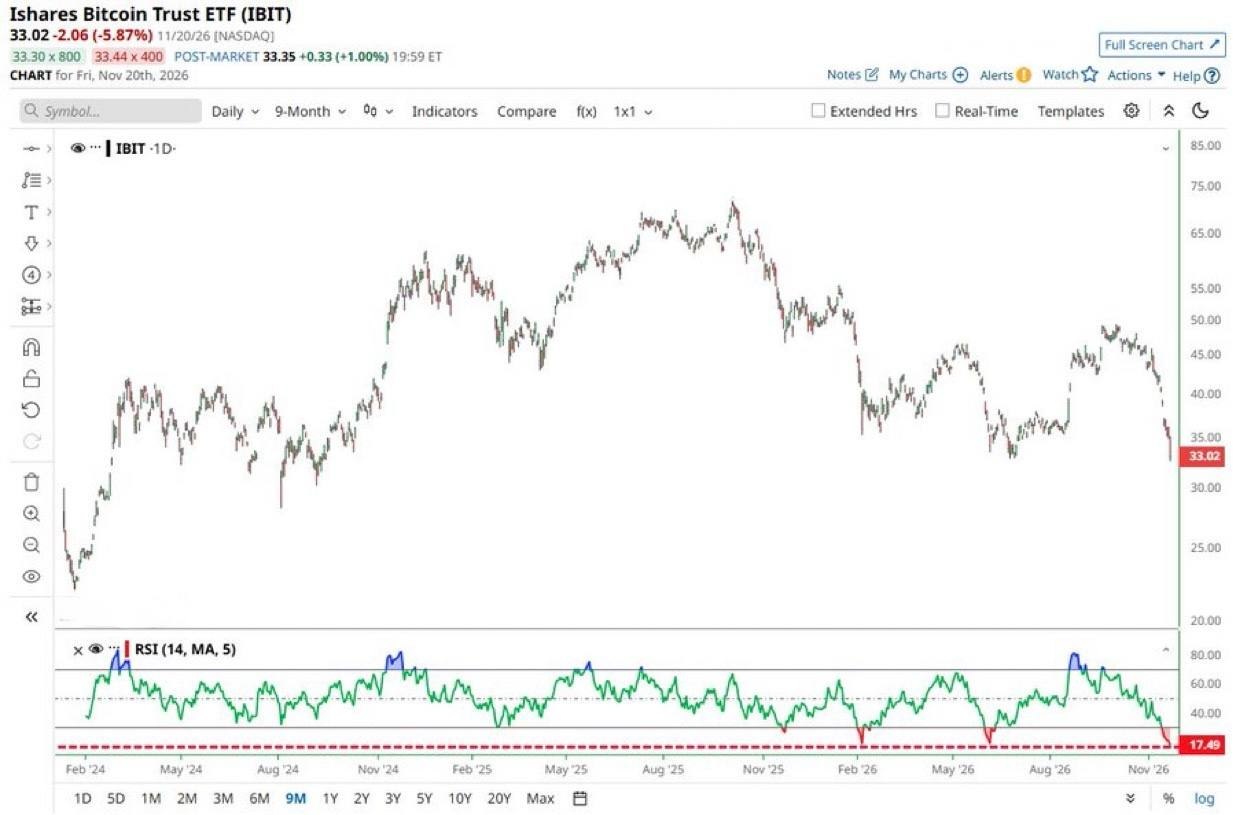 Ishares Bitcoin Trust ETF (IBIT)
33.02 -2.06 (-5.87%) 11/20/26 [NASDAQ]
33.30 x 800 33.44 x 400 POST-MARKET 33.35 +0.33 (+1.00%) 19:59 ET
Full Screen Chart
CHART for Fri, Nov 20th, 2026
Notes My Charts Alerts Watch Actions Help
Symbol... Daily 9-Month Indicators Compare f(x) 1x1 Extended Hrs Real-Time Templates
IBIT ·1D·
85.00
75.00
65.00
55.00
50.00
45.00
40.00
35.00
33.02
30.00
25.00
20.00
RSI (14, MA, 5)
80.00
60.00
40.00
17.49
Feb '24 May '24 Aug '24 Nov '24 Feb '25 May '25 Aug '25 Nov '25 Feb '26 May '26 Aug '26 Nov '26
1D 5D 1M 2M 3M 6M 9M 1Y 2Y 3Y 5Y 10Y 20Y Max % log